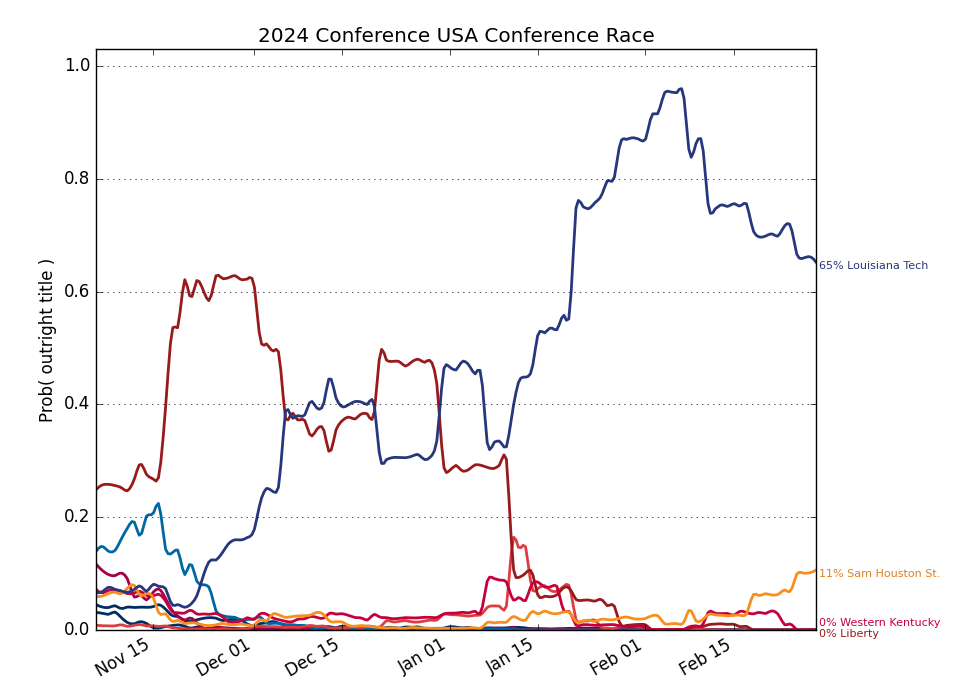 2024 Conference USA Conference Race
Prob( outright title )
1.0
0.8
0.6
0.4
0.2
0.0
65% Louisiana Tech
11% Sam Houston St.
0% Western Kentucky
0% Liberty
Nov 15
Dec 01
Dec 15
Jan 01
Jan 15
Feb 01
Feb 15